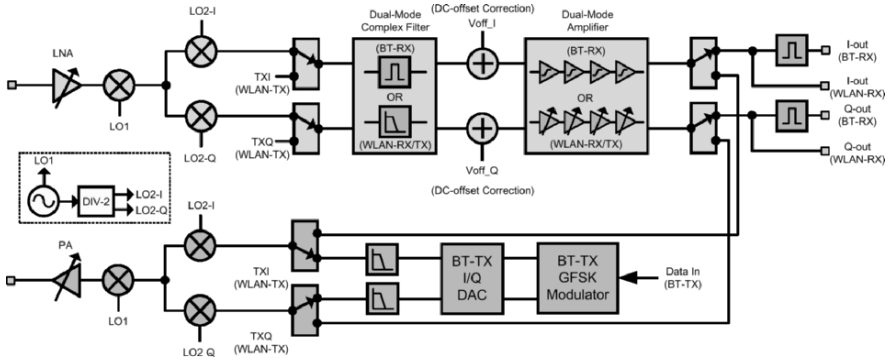 LO2-I
Dual-Mode
Complex Filter
(DC-offset Correction)
Voff_I
Dual-Mode
Amplifier
LNA
(BT-RX)
(BT-RX)
I-out
(BT-RX)
TXI
(WLAN-TX)
OR
OR
I-out
(WLAN-RX)
LO1
Q-out
(BT-RX)
TXQ
(WLAN-TX)
(WLAN-RX/TX)
(WLAN-RX/TX)
LO2-Q
Voff_Q
Q-out
(WLAN-RX)
(DC-offset Correction)
LO1
DIV-2
LO2-I
LO2-Q
LO2-I
PA
TXI
(WLAN-TX)
BT-TX
I/Q
DAC
BT-TX
GFSK
Modulator
Data In
(BT-TX)
LO1
TXQ
(WLAN-TX)
LO2 Q